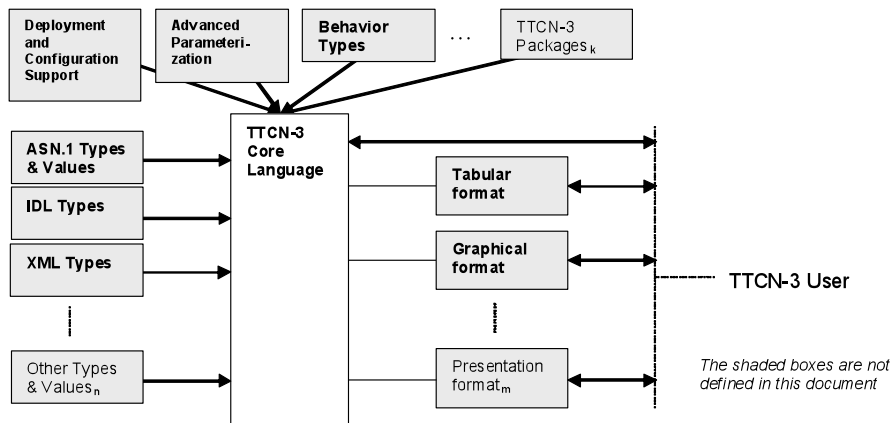 Deployment
and
Configuration
Support
Advanced
Parameteri-
zation
Behavior
Types
...
TTCN-3
Packages k
TTCN-3
Core
Language
ASN.1 Types
& Values
IDL Types
XML Types
Other Types
& Values n
Tabular
format
Graphical
format
Presentation
format m
TTCN-3 User
The shaded boxes are not
defined in this document